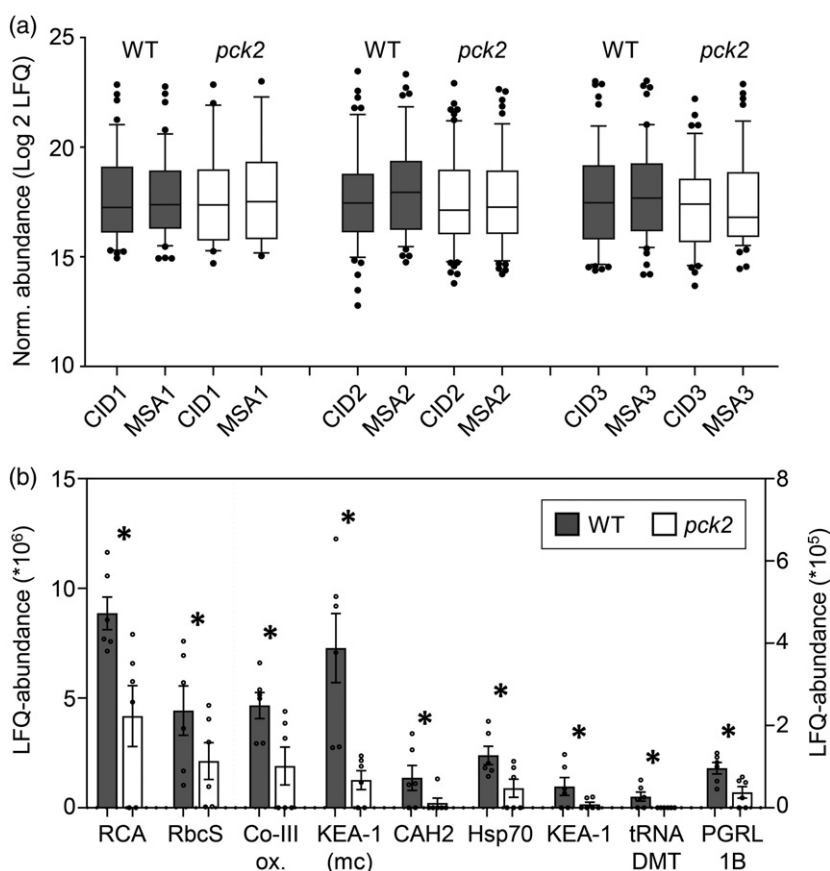 (a)
25
20
15
10
Norm. abundance (Log 2 LFQ)
WT pck2 WT pck2 WT pck2
CID1 MSA1 CID1 MSA1 CID2 MSA2 CID2 MSA2 CID3 MSA3 CID3 MSA3
(b)
15
10
5
0
LFQ-abundance (*10⁶)
* * * * * * * * *
WT pck2
8
6
4
2
0
LFQ-abundance (*10⁵)
RCA RbcS Co-III KEA-1 CAH2 Hsp70 KEA-1 tRNA PGRL
ox. (mc) DMT 1B